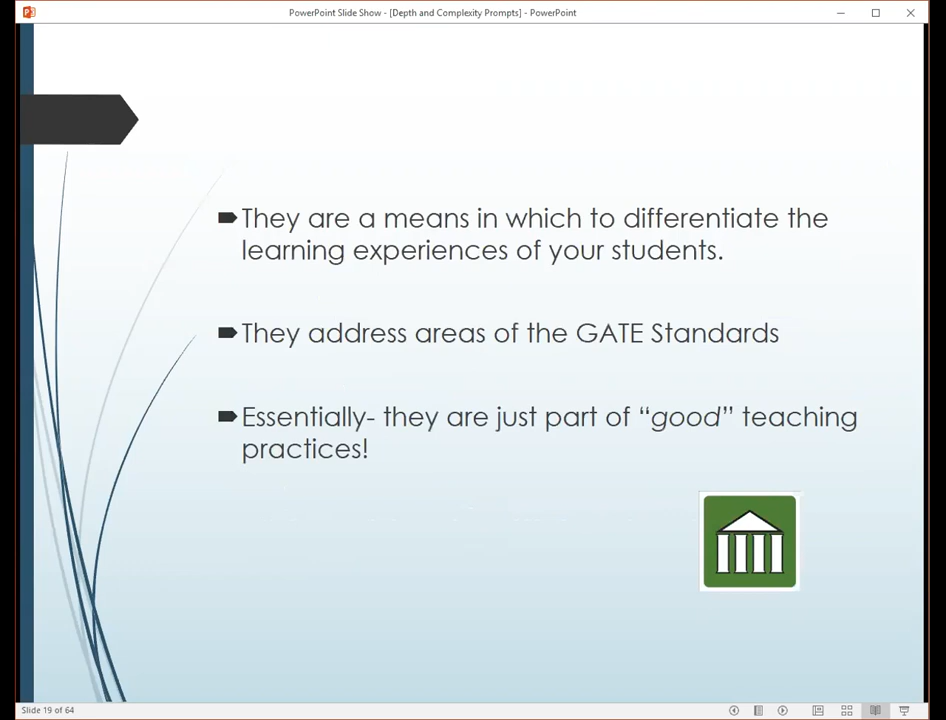 PowerPoint Slide Show - [Depth and Complexity Prompts] - PowerPoint
They are a means in which to differentiate the
learning experiences of your students.
They address areas of the GATE Standards
Essentially- they are just part of “good” teaching
practices!
Slide 19 of 64